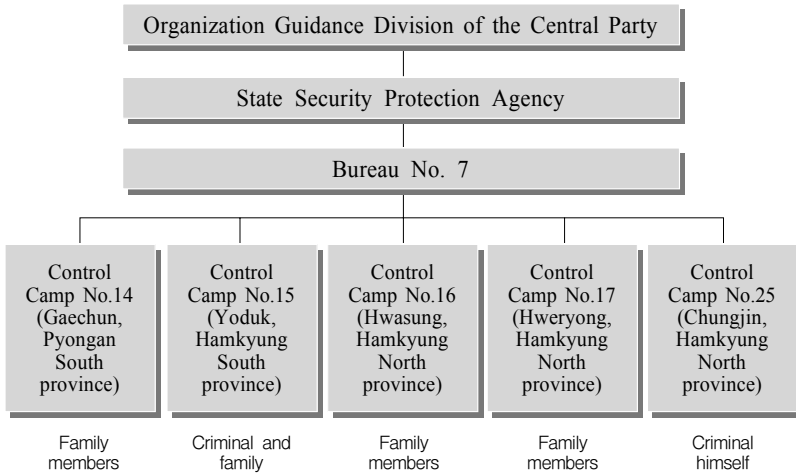 Organization Guidance Division of the Central Party
State Security Protection Agency
Bureau No. 7
Control
Camp No.14
(Gaechun,
Pyongan
South
province)
Control
Camp No.15
(Yoduk,
Hamkyung
South
province)
Control
Camp No.16
(Hwasung,
Hamkyung
North
province)
Control
Camp No.17
(Hweryong,
Hamkyung
North
province)
Control
Camp No.25
(Chungjin,
Hamkyung
North
province)
Family
members
Criminal and
family
Family
members
Family
members
Criminal
himself